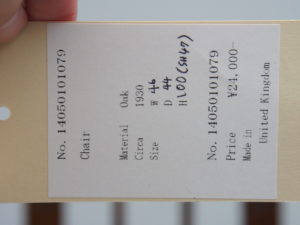 No. 14050101079
Chair
Material Oak
Circa 1930
Size W 46
D 44
H 100 (SH47)
No. 14050101079
Price ¥24,000-
Made in
United Kingdom